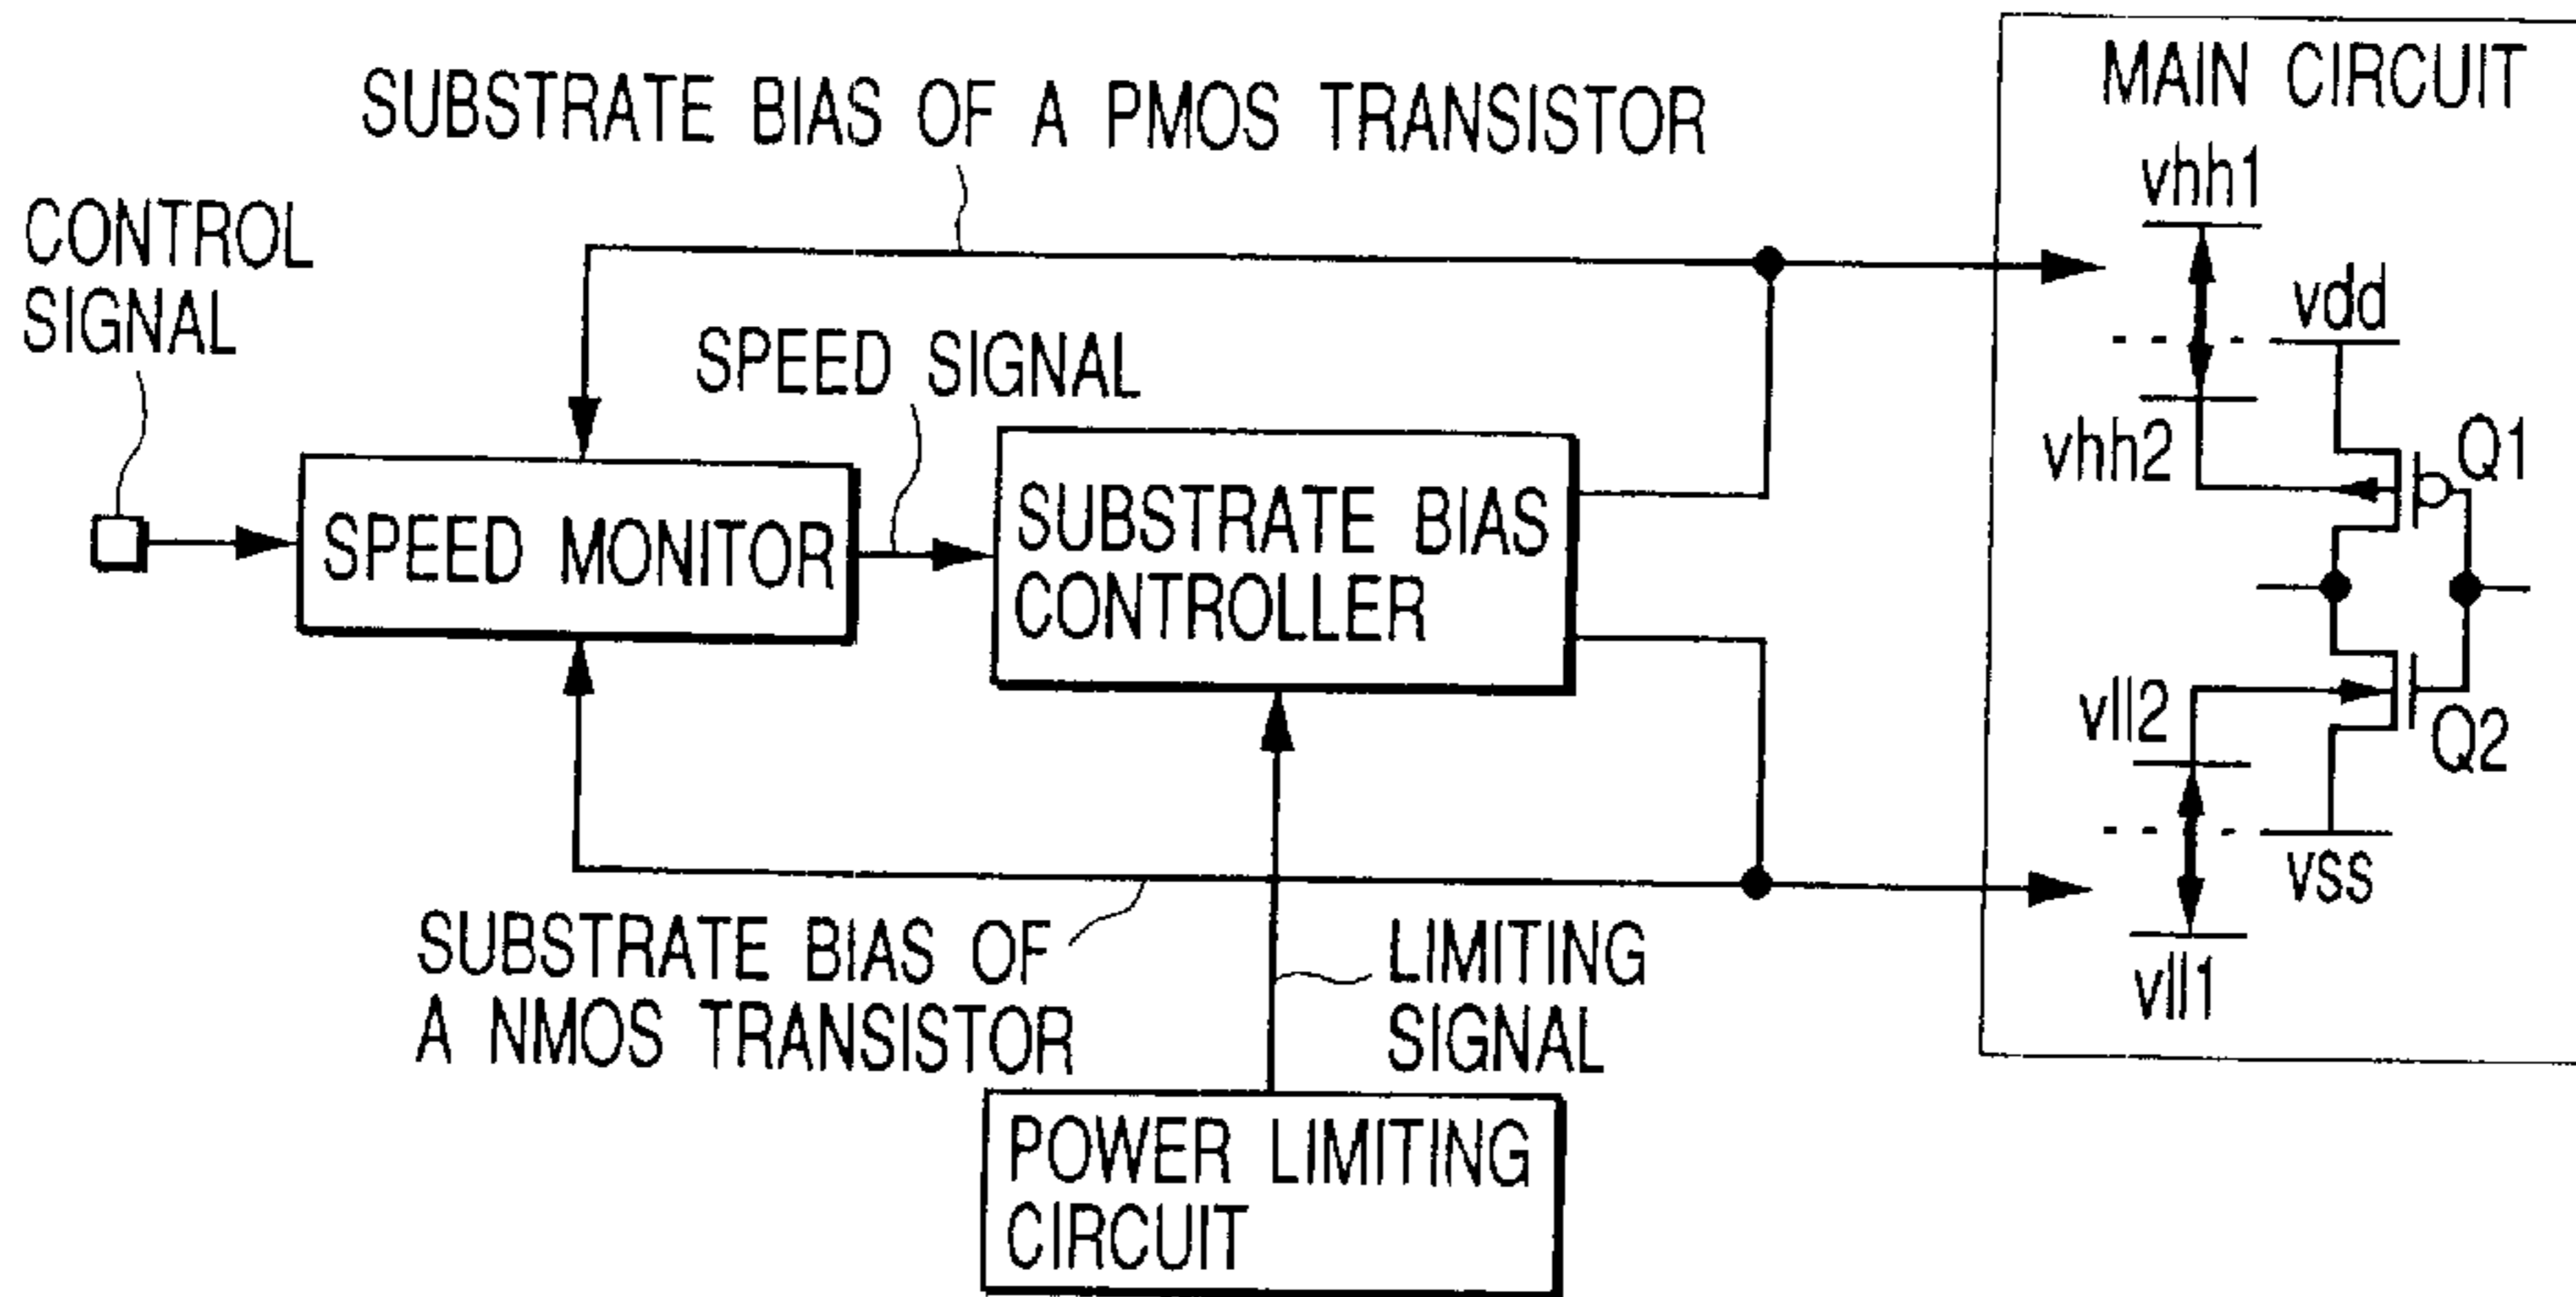 SUBSTRATE BIAS OF A PMOS TRANSISTOR
CONTROL
SIGNAL
SPEED SIGNAL
SPEED MONITOR
SUBSTRATE BIAS
CONTROLLER
SUBSTRATE BIAS OF
A NMOS TRANSISTOR
LIMITING
SIGNAL
POWER LIMITING
CIRCUIT
MAIN CIRCUIT
vhh1
vdd
vhh2
Q1
vll2
Q2
vss
vll1